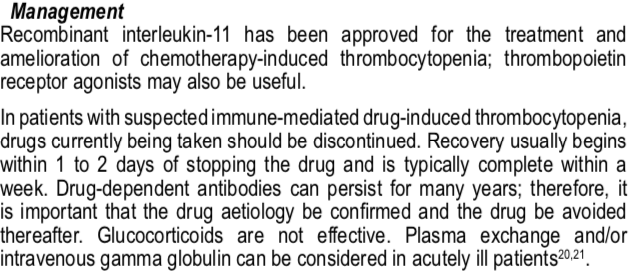 Management
Recombinant interleukin-11 has been approved for the treatment and
amelioration of chemotherapy-induced thrombocytopenia; thrombopoietin
receptor agonists may also be useful.
In patients with suspected immune-mediated drug-induced thrombocytopenia,
drugs currently being taken should be discontinued. Recovery usually begins
within 1 to 2 days of stopping the drug and is typically complete within a
week. Drug-dependent antibodies can persist for many years; therefore, it
is important that the drug aetiology be confirmed and the drug be avoided
thereafter. Glucocorticoids are not effective. Plasma exchange and/or
intravenous gamma globulin can be considered in acutely ill patients20,21.